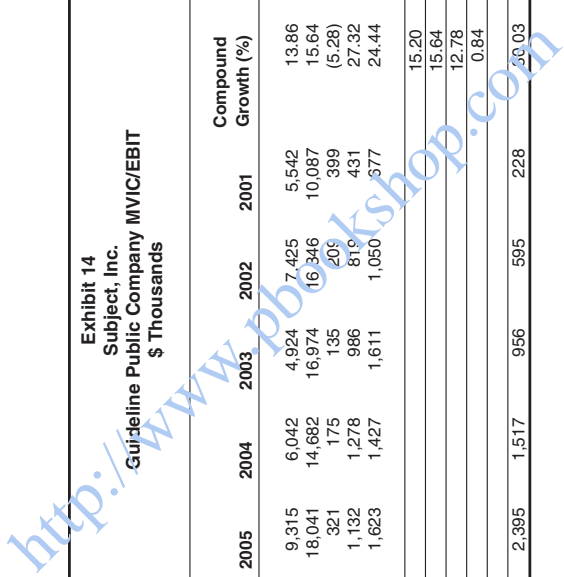 Exhibit 14
Subject, Inc.
Guideline Public Company MVIC/EBIT
$ Thousands
2005 2004 2003 2002 2001 Compound Growth (%)
9,315 6,042 4,924 7,425 5,542 13.86
18,041 14,682 16,974 16,346 10,087 15.64
321 175 135 209 399 (5.28)
1,132 1,278 986 819 431 27.32
1,623 1,427 1,611 1,050 677 24.44
15.20
15.64
12.78
0.84
2,395 1,517 956 595 228
http://www.pbookshop.com